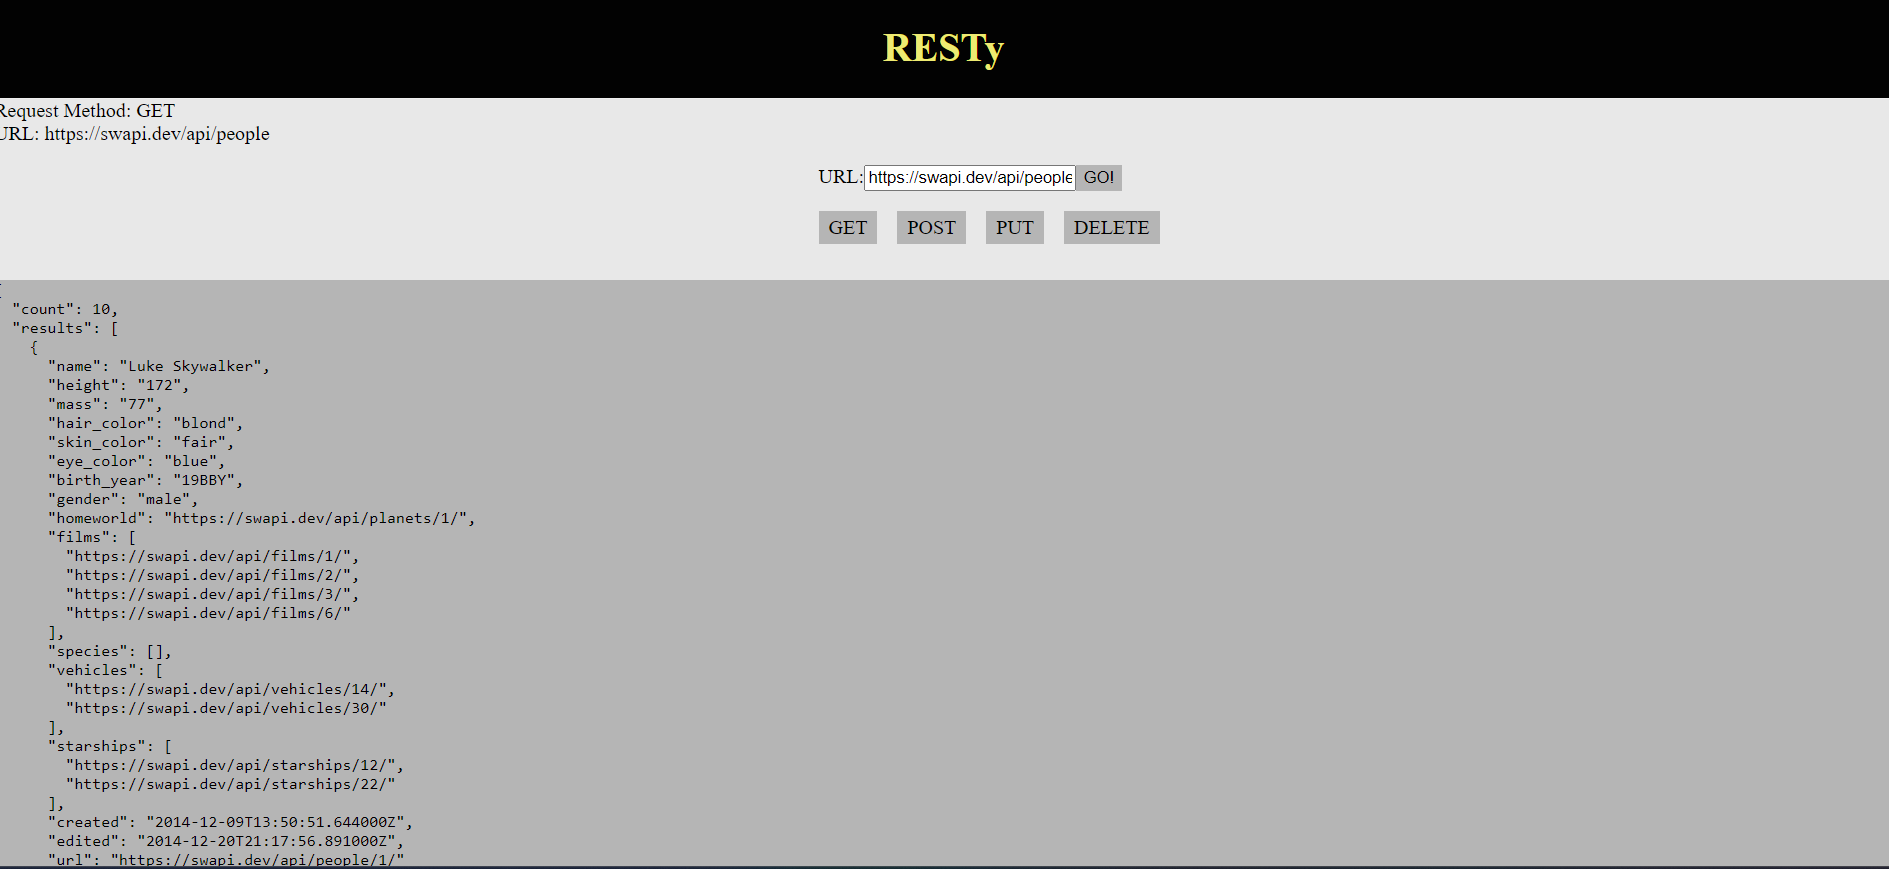 RESTy
Request Method: GET
URL: https://swapi.dev/api/people
URL: https://swapi.dev/api/people GO!
GET POST PUT DELETE
{
"count": 10,
"results": [
{
"name": "Luke Skywalker",
"height": "172",
"mass": "77",
"hair_color": "blond",
"skin_color": "fair",
"eye_color": "blue",
"birth_year": "19BBY",
"gender": "male",
"homeworld": "https://swapi.dev/api/planets/1/",
"films": [
"https://swapi.dev/api/films/1/",
"https://swapi.dev/api/films/2/",
"https://swapi.dev/api/films/3/",
"https://swapi.dev/api/films/6/"
],
"species": [],
"vehicles": [
"https://swapi.dev/api/vehicles/14/",
"https://swapi.dev/api/vehicles/30/"
],
"starships": [
"https://swapi.dev/api/starships/12/",
"https://swapi.dev/api/starships/22/"
],
"created": "2014-12-09T13:50:51.644000Z",
"edited": "2014-12-20T21:17:56.891000Z",
"url": "https://swapi.dev/api/people/1/"